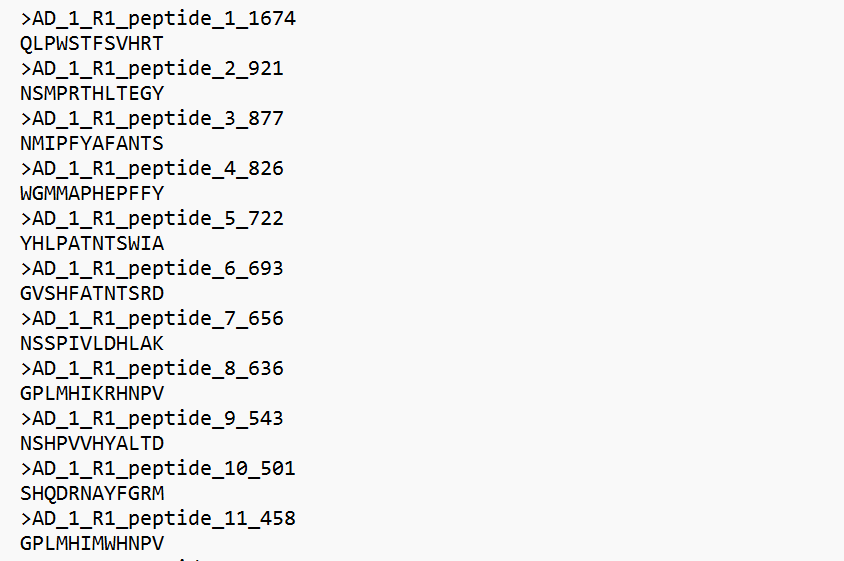 >AD_1_R1_peptide_1_1674
QLPWSTFSVHRT
>AD_1_R1_peptide_2_921
NSMPRTHLTEGY
>AD_1_R1_peptide_3_877
NMIPFYAFANTS
>AD_1_R1_peptide_4_826
WGMMAPHEPFFY
>AD_1_R1_peptide_5_722
YHLPATNTSWIA
>AD_1_R1_peptide_6_693
GVSHFATNTSRD
>AD_1_R1_peptide_7_656
NSSPIVLDHLAK
>AD_1_R1_peptide_8_636
GPLMHIKRHNPV
>AD_1_R1_peptide_9_543
NSHPVVHYALTD
>AD_1_R1_peptide_10_501
SHQDRNAYFGRM
>AD_1_R1_peptide_11_458
GPLMHIMWHNPV